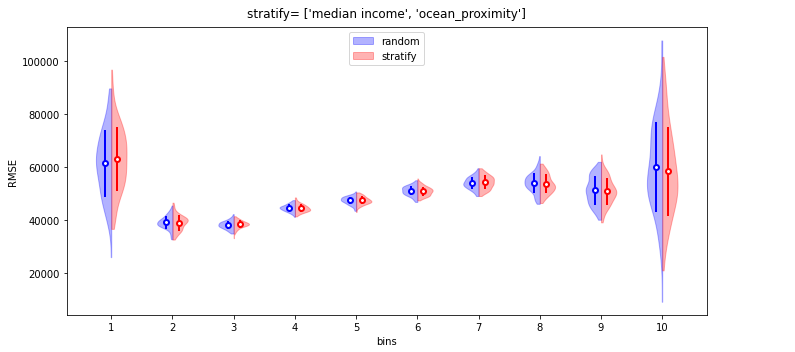 stratify= ['median income', 'ocean_proximity']
random
stratify
100000
80000
60000
40000
20000
RMSE
1 2 3 4 5 6 7 8 9 10
bins